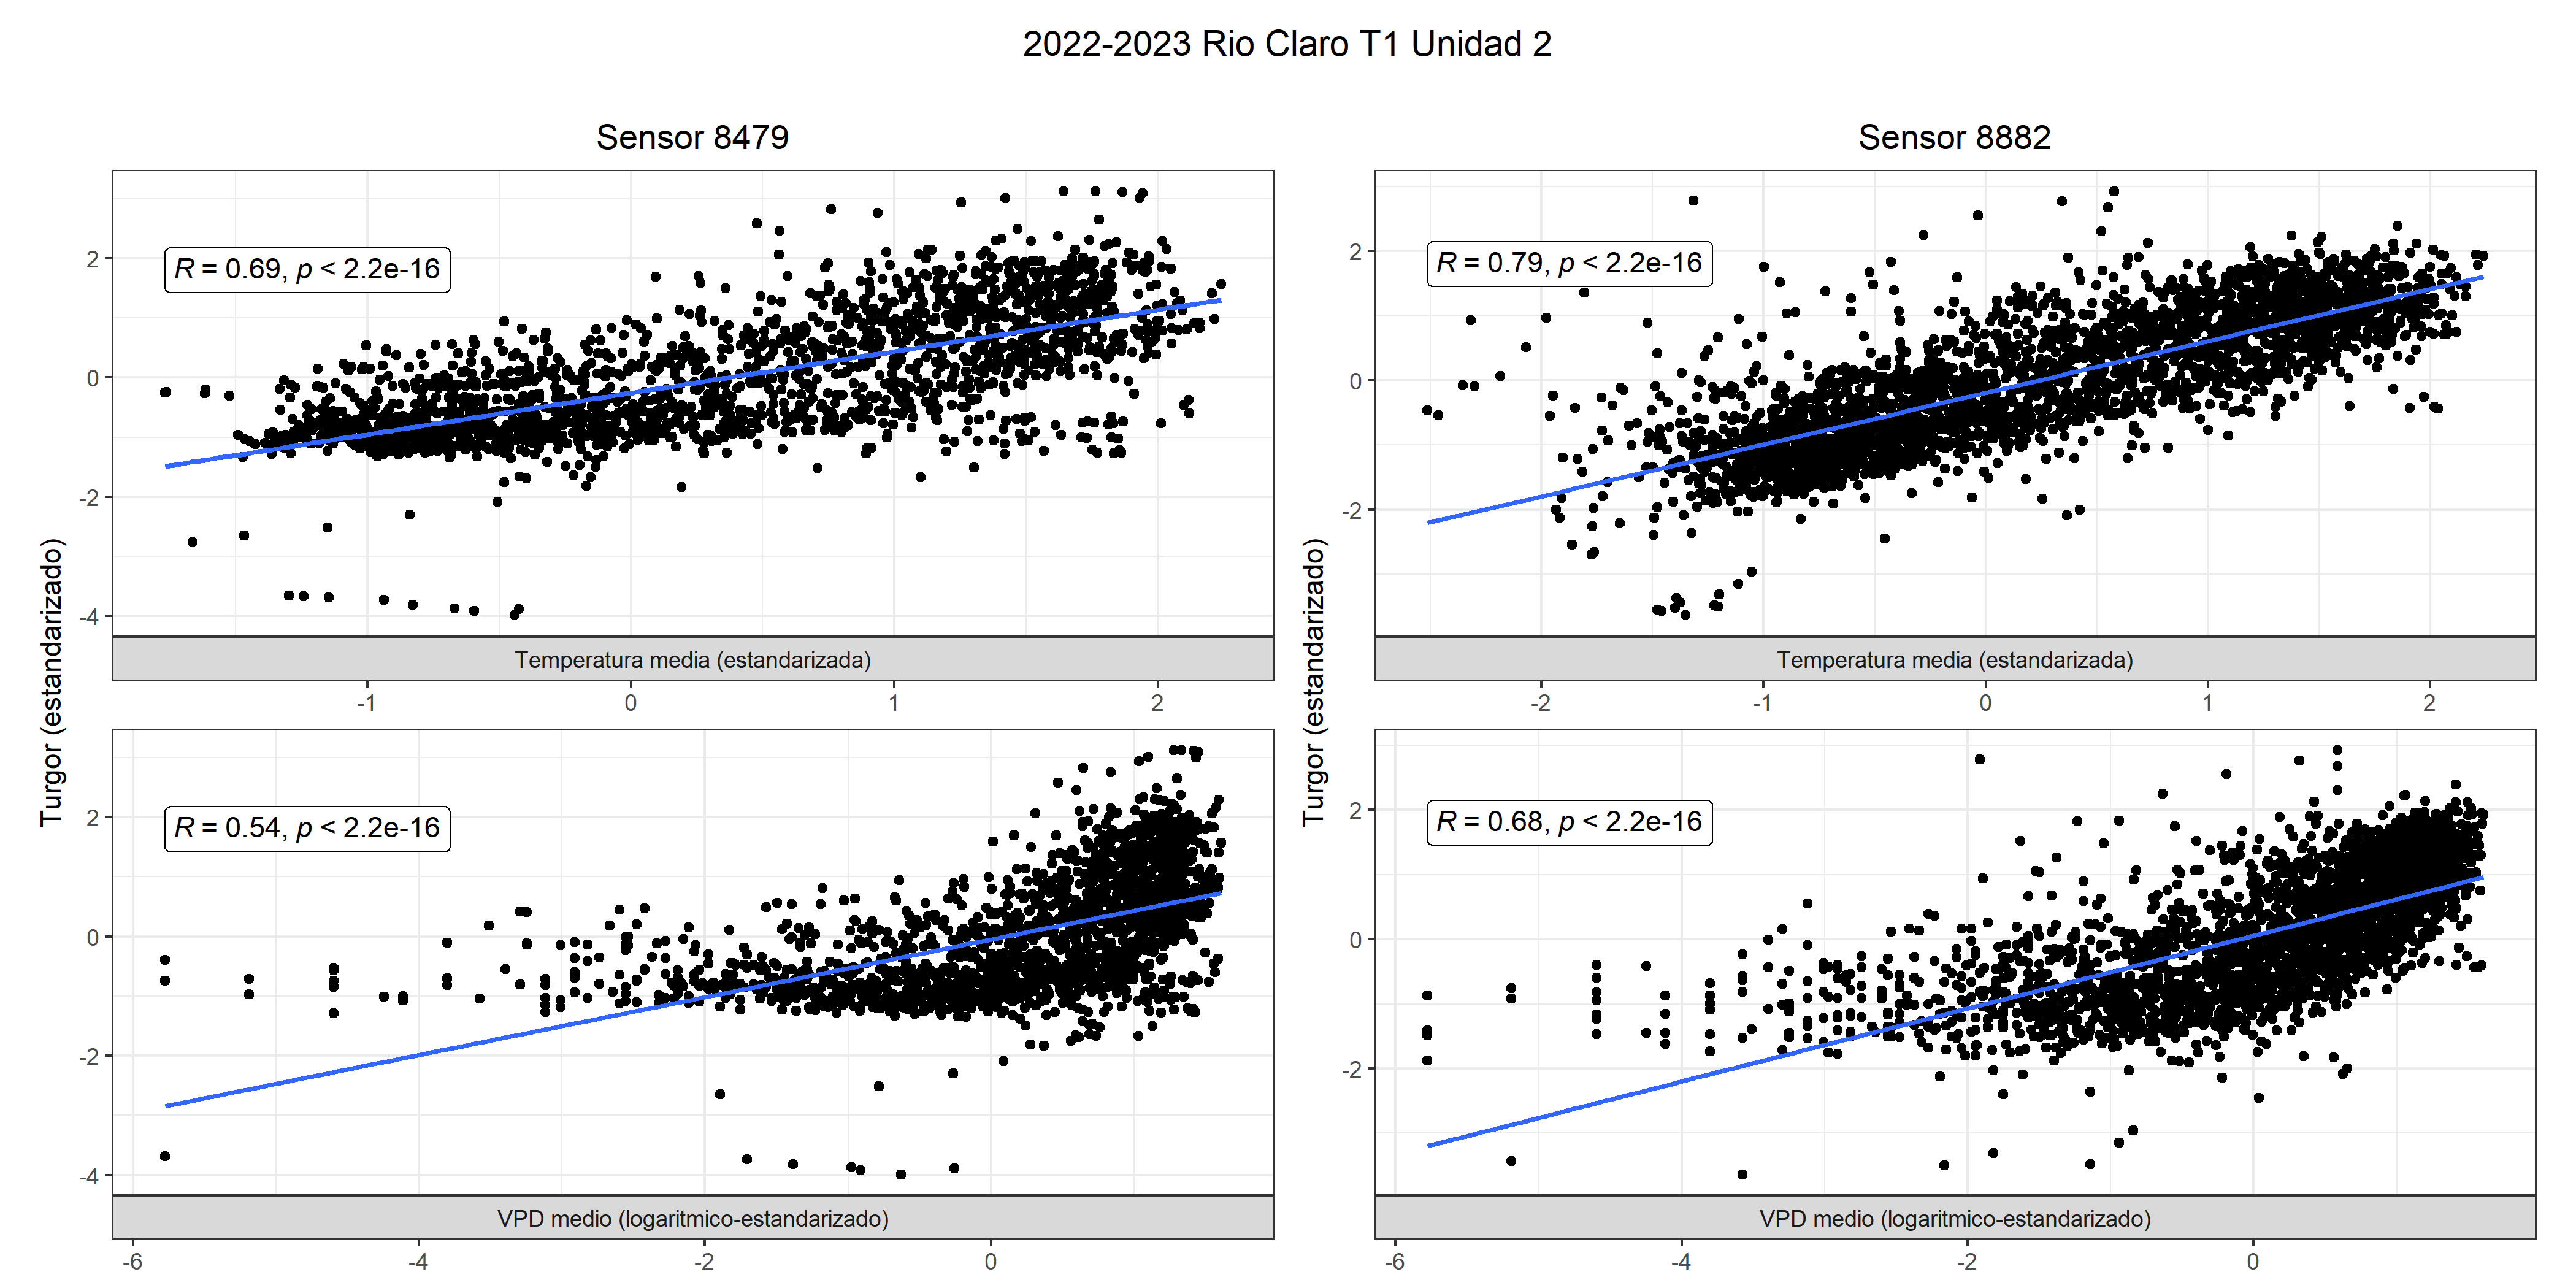 2022-2023 Rio Claro T1 Unidad 2
Sensor 8479
Turgor (estandarizado)
2
0
-2
-4
R = 0.69, p < 2.2e-16
Temperatura media (estandarizada)
-1
0
1
2
2
0
-2
-4
R = 0.54, p < 2.2e-16
VPD medio (logaritmico-estandarizado)
-6
-4
-2
0
Sensor 8882
Turgor (estandarizado)
2
0
-2
R = 0.79, p < 2.2e-16
Temperatura media (estandarizada)
-2
-1
0
1
2
2
0
-2
R = 0.68, p < 2.2e-16
VPD medio (logaritmico-estandarizado)
-6
-4
-2
0